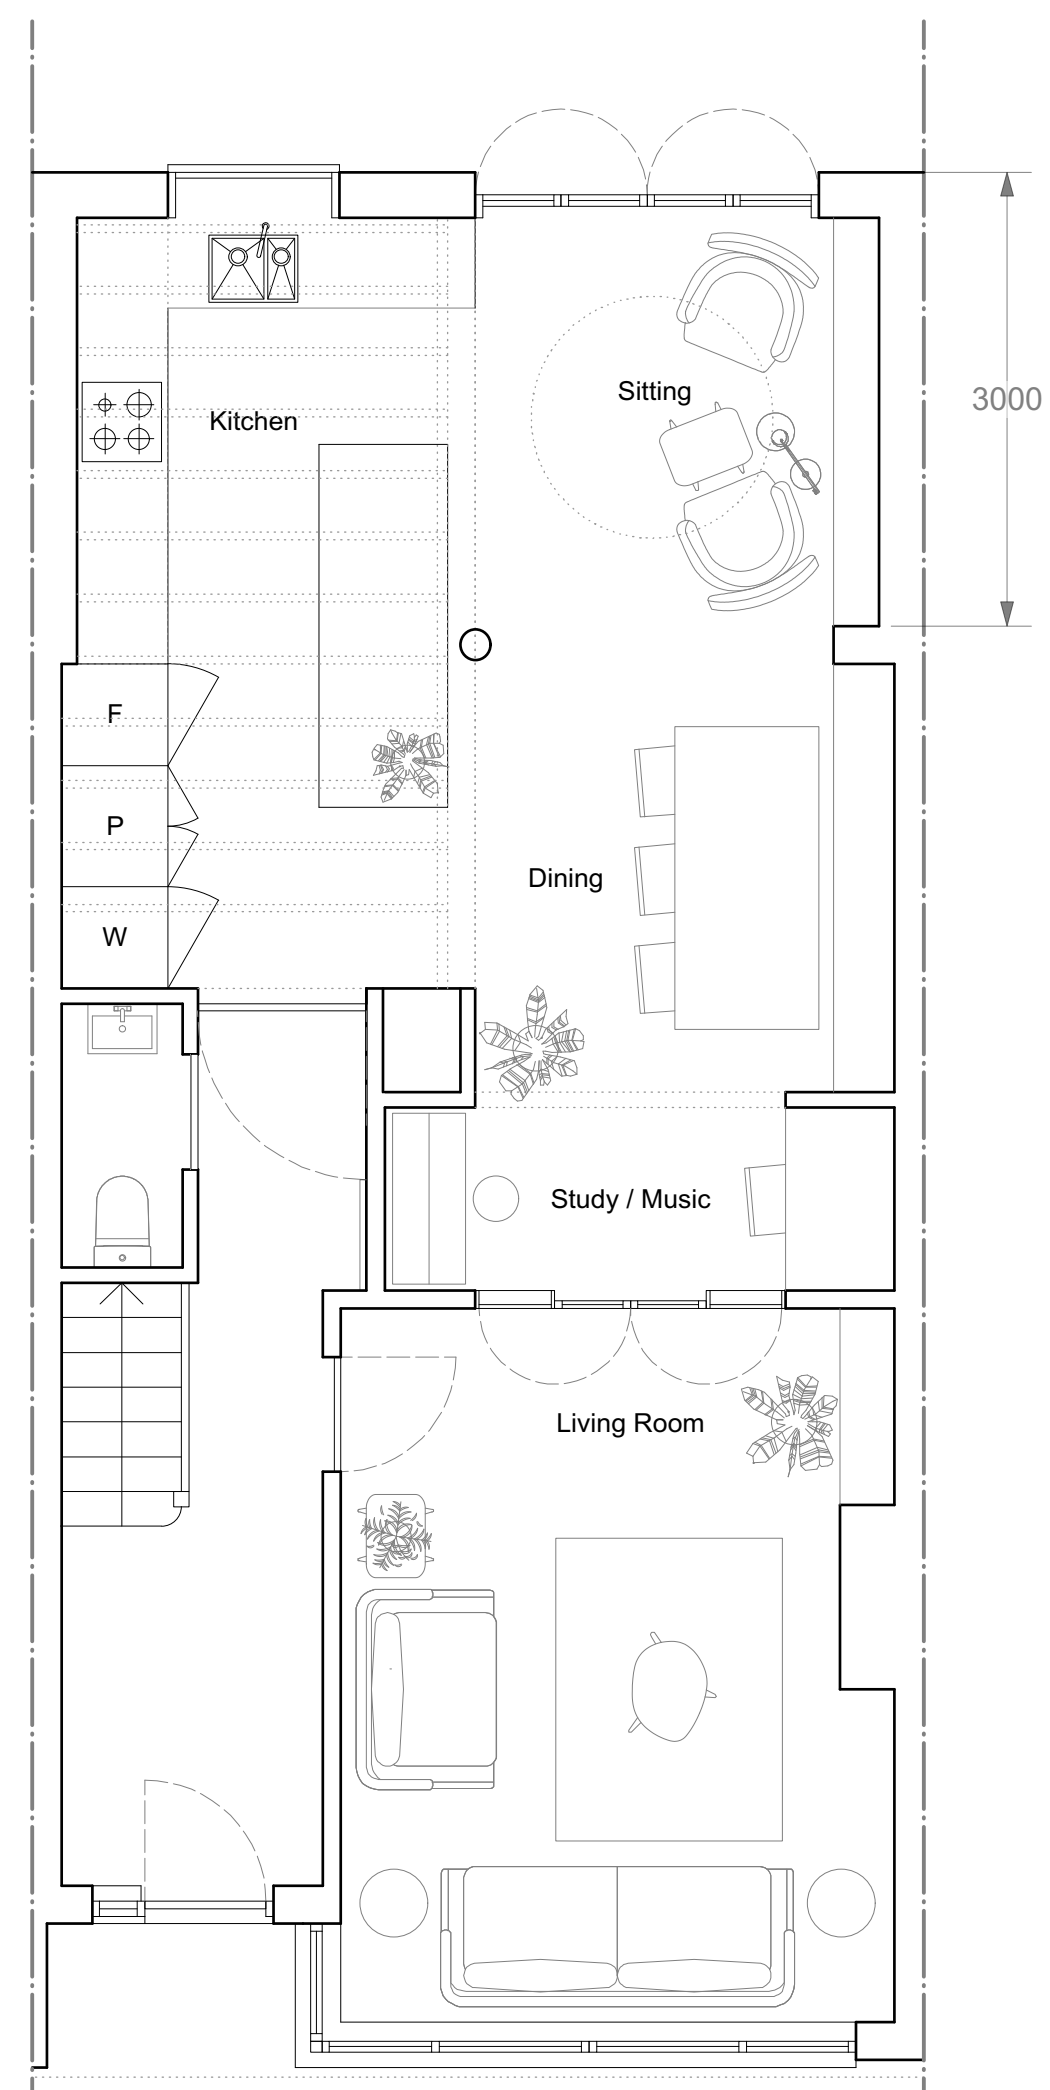 Sitting
3000
Kitchen
F
P
Dining
W
Study / Music
Living Room